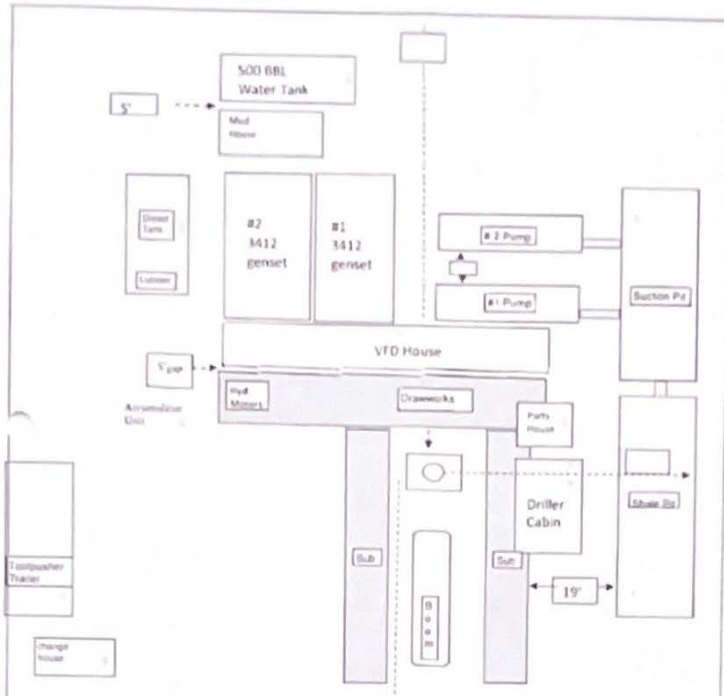 500 BBL
Water Tank
5'
Mud
House
Diesel
Tank
#2
3412
genset
#1
3412
genset
# 2 Pump
#1 Pump
Suction Pit
VFD House
5' gap
Accumulator
Unit
Hyd
Motors
Drawworks
Parts
House
Driller
Cabin
Shale Pit
Sub
Sub
Boom
19'
Toolpusher
Trailer
change
house